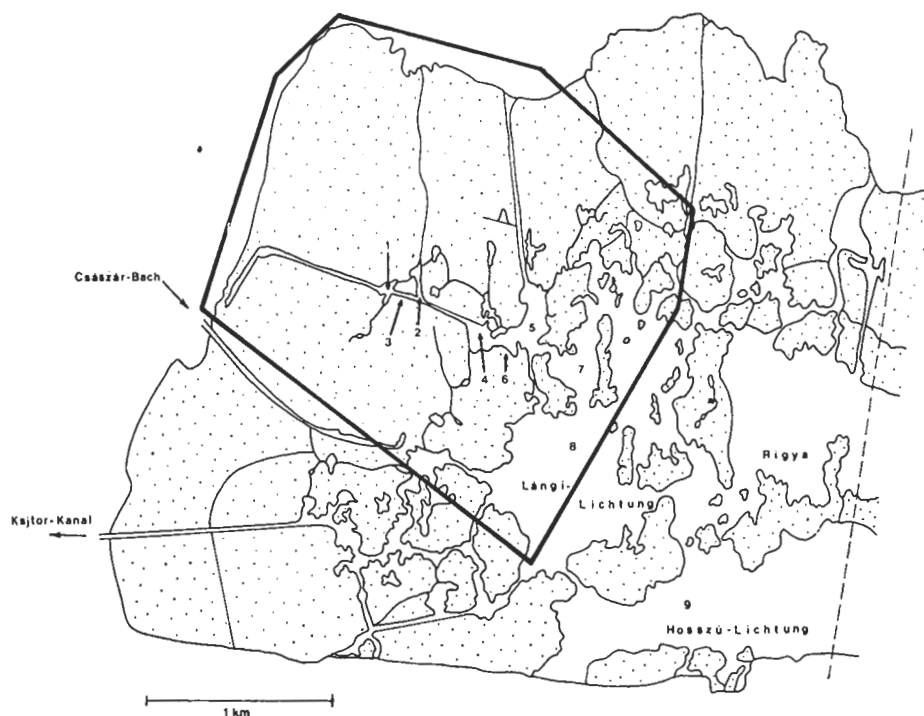 Császár-Bach
3 2
4 6
5
7
8
Rigya
Lángi-
Lichtung
Ksjtor-Kanal
9
Hosszú-Lichtung
1 km